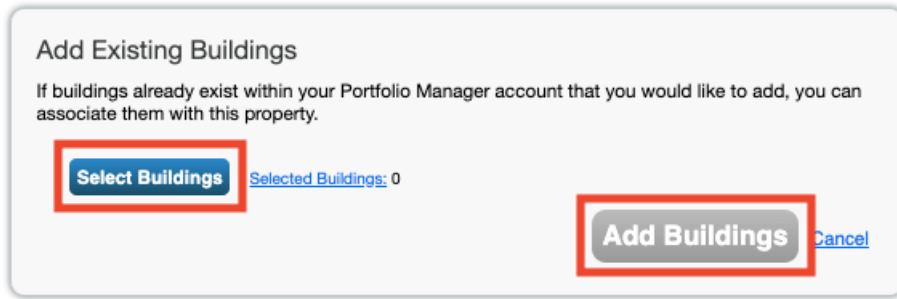 Add Existing Buildings
If buildings already exist within your Portfolio Manager account that you would like to add, you can
associate them with this property.
Select Buildings Selected Buildings: 0
Add Buildings Cancel